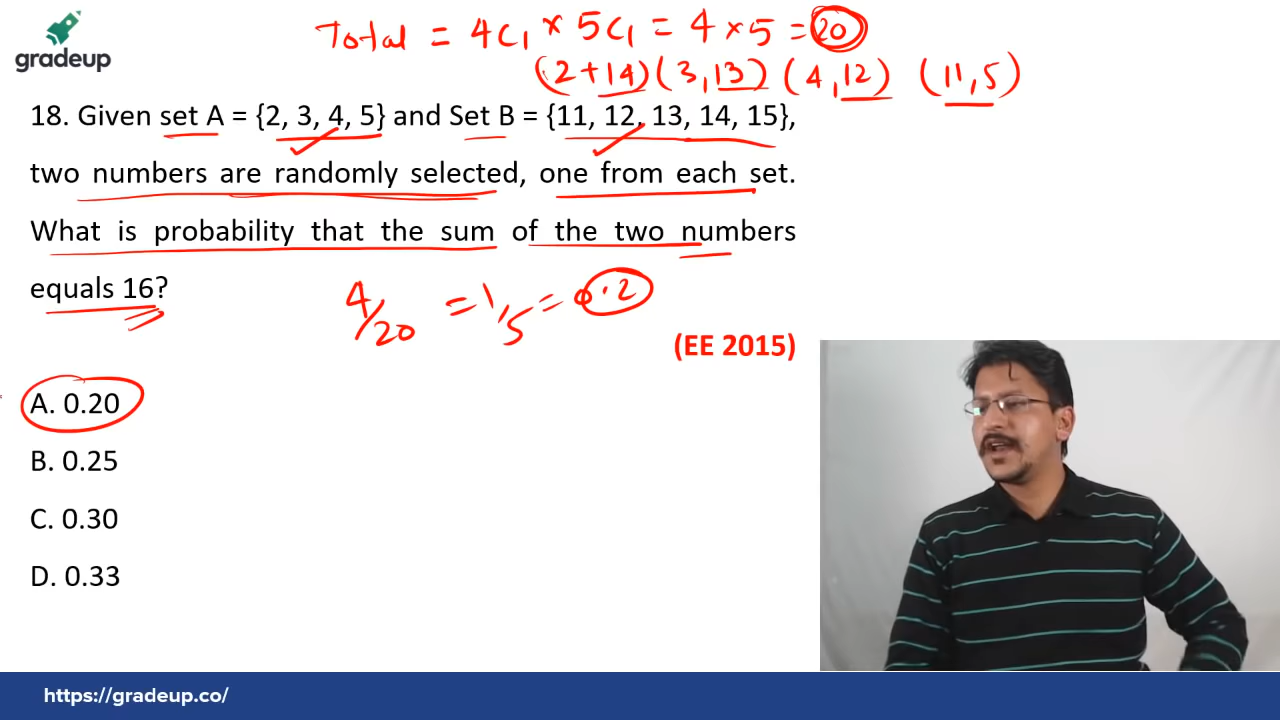 gradeup
Total = 4C₁ × 5C₁ = 4 × 5 = 20
(2+14) (3,13) (4,12) (11,5)
18. Given set A = {2, 3, 4, 5} and Set B = {11, 12, 13, 14, 15},
two numbers are randomly selected, one from each set.
What is probability that the sum of the two numbers
equals 16?
4/20 = 1/5 = 0.2
(EE 2015)
A. 0.20
B. 0.25
C. 0.30
D. 0.33
https://gradeup.co/